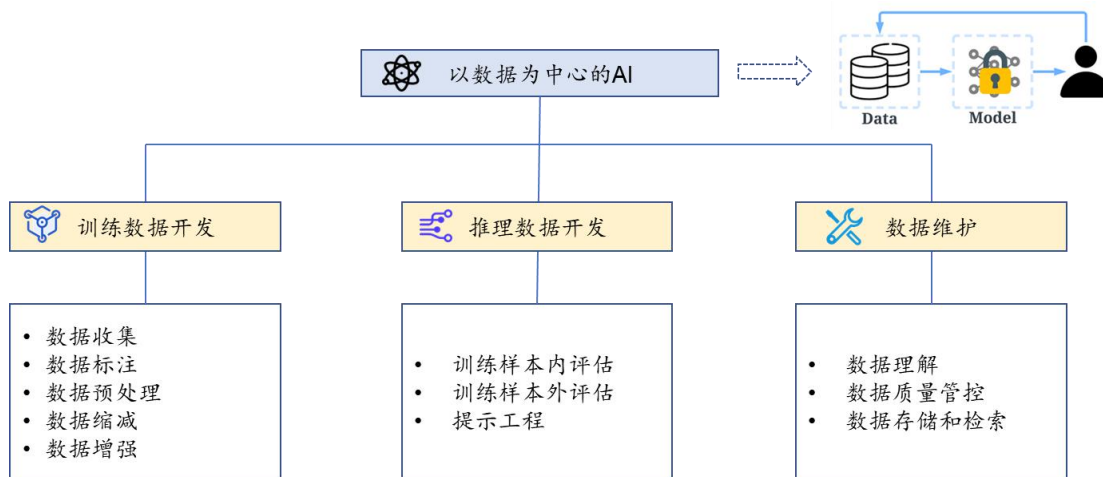 以数据为中心的AI
Data
Model
训练数据开发
推理数据开发
数据维护
• 数据收集
• 数据标注
• 数据预处理
• 数据缩减
• 数据增强
• 训练样本内评估
• 训练样本外评估
• 提示工程
• 数据理解
• 数据质量管控
• 数据存储和检索